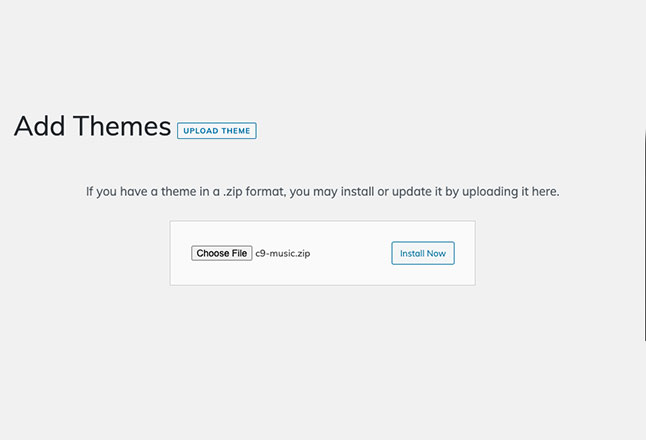 Add Themes UPLOAD THEME
If you have a theme in a .zip format, you may install or update it by uploading it here.
Choose File c9-music.zip Install Now